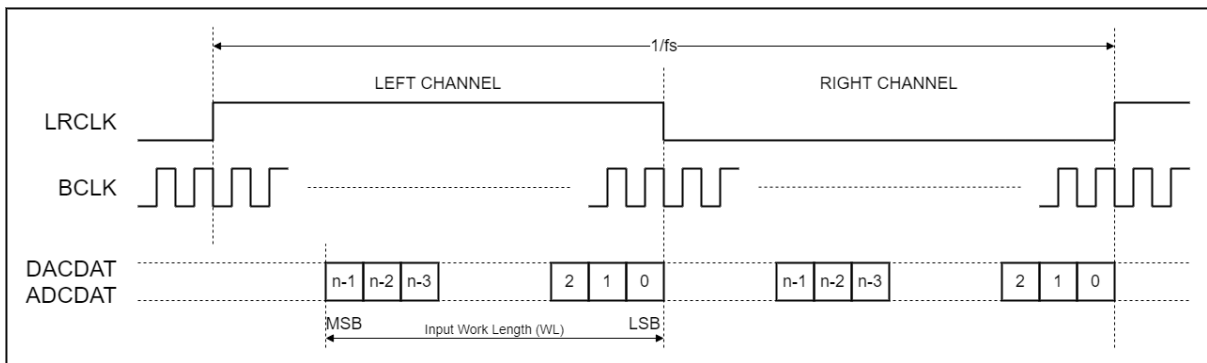 1/fs
LEFT CHANNEL RIGHT CHANNEL
LRCLK
BCLK
DACDAT
ADCDAT
n-1 n-2 n-3 2 1 0 n-1 n-2 n-3 2 1 0
MSB Input Work Length (WL) LSB